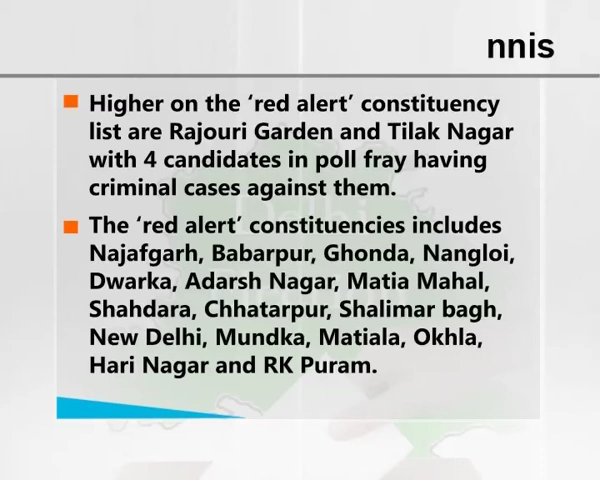 nnis
Higher on the ‘red alert’ constituency
list are Rajouri Garden and Tilak Nagar
with 4 candidates in poll fray having
criminal cases against them.
The ‘red alert’ constituencies includes
Najafgarh, Babarpur, Ghonda, Nangloi,
Dwarka, Adarsh Nagar, Matia Mahal,
Shahdara, Chhatarpur, Shalimar bagh,
New Delhi, Mundka, Matiala, Okhla,
Hari Nagar and RK Puram.